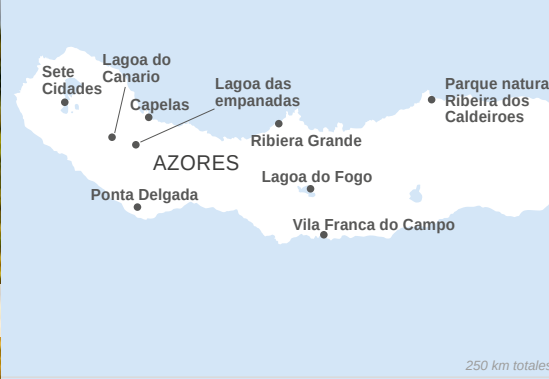 Lagoa do
Canario
Sete
Cidades
Lagoa das
empanadas
Capelas
Parque natura
Ribeira dos
Caldeiroes
Ribiera Grande
AZORES
Lagoa do Fogo
Ponta Delgada
Vila Franca do Campo
250 km totales